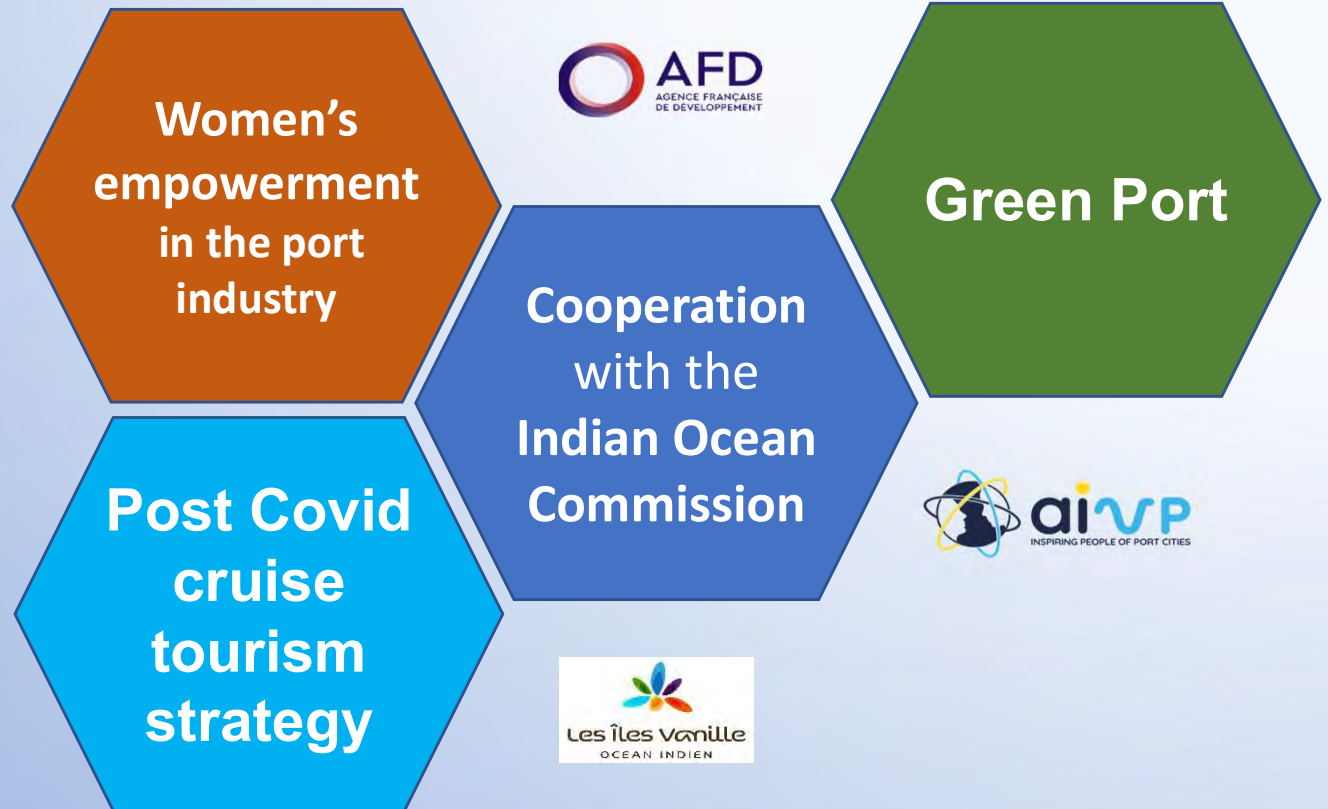 Women’s
empowerment
in the port
industry
AFD
AGENCE FRANÇAISE
DE DÉVELOPPEMENT
Green Port
Cooperation
with the
Indian Ocean
Commission
Post Covid
cruise
tourism
strategy
aivp
INSPIRING PEOPLE OF PORT CITIES
Les Îles Vanille
OCEAN INDIEN